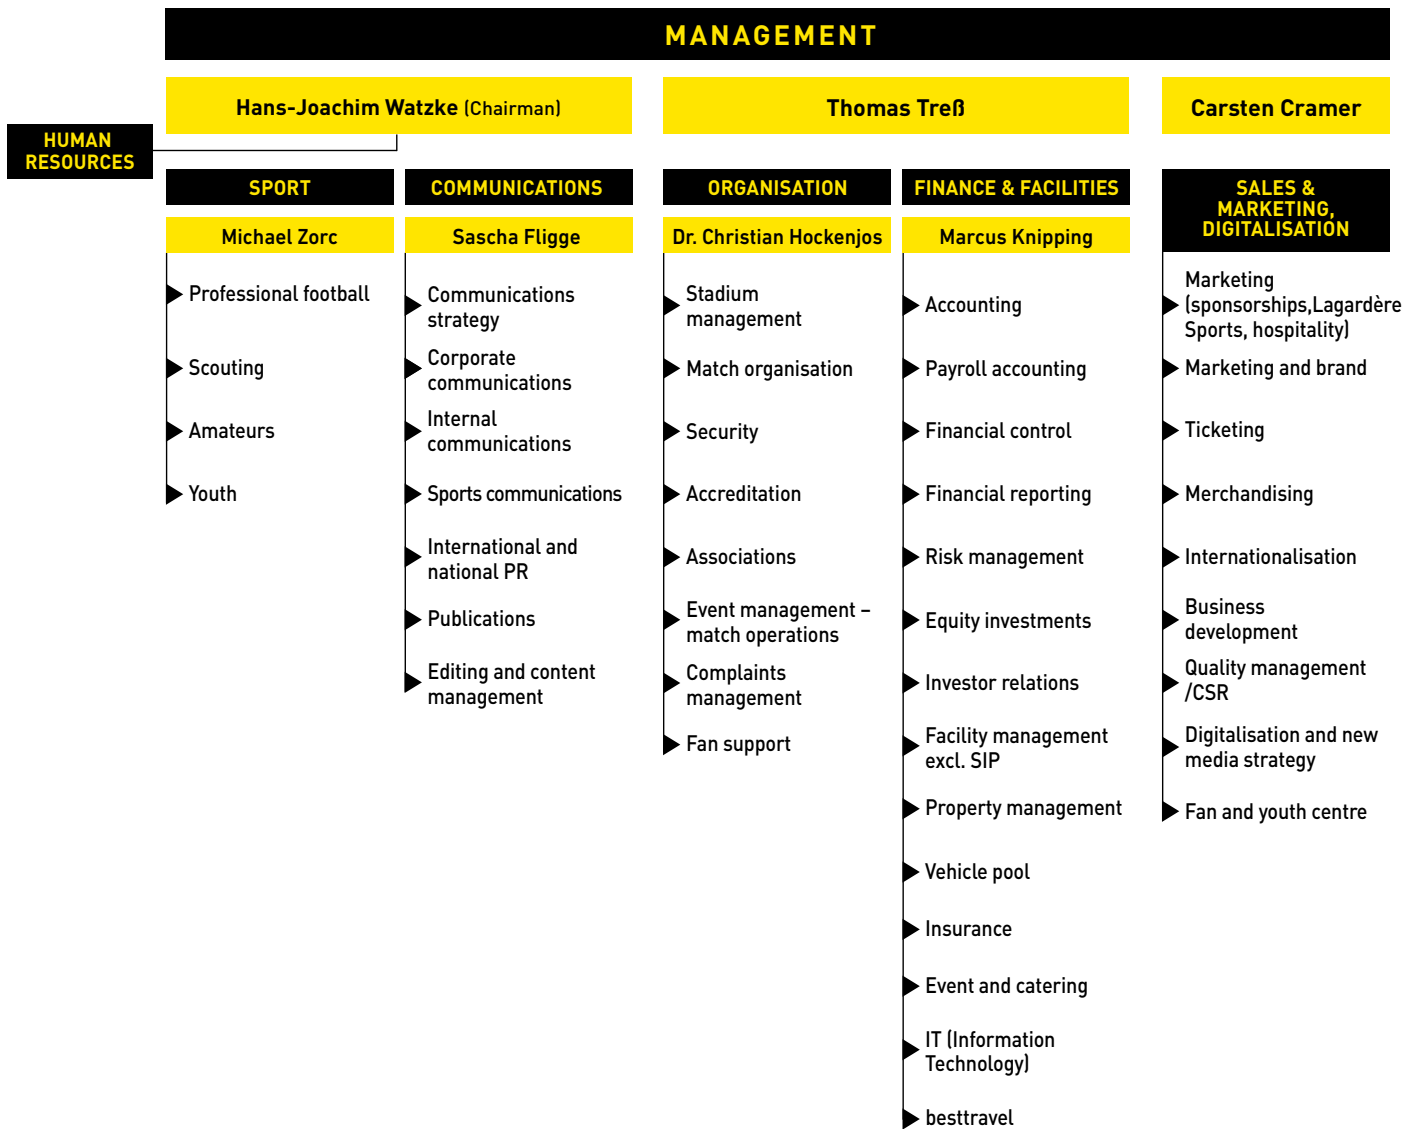 MANAGEMENT
Hans-Joachim Watzke (Chairman)
Thomas Treß
Carsten Cramer
HUMAN
RESOURCES
SPORT
Michael Zorc
Professional football
Scouting
Amateurs
Youth
COMMUNICATIONS
Sascha Fligge
Communications
strategy
Corporate
communications
Internal
communications
Sports communications
International and
national PR
Publications
Editing and content
management
ORGANISATION
Dr. Christian Hockenjos
Stadium
management
Match organisation
Security
Accreditation
Associations
Event management –
match operations
Complaints
management
Fan support
FINANCE & FACILITIES
Marcus Knipping
Accounting
Payroll accounting
Financial control
Financial reporting
Risk management
Equity investments
Investor relations
Facility management
excl. SIP
Property management
Vehicle pool
Insurance
Event and catering
IT (Information
Technology)
besttravel
SALES &
MARKETING,
DIGITALISATION
Marketing
(sponsorships,Lagardère
Sports, hospitality)
Marketing and brand
Ticketing
Merchandising
Internationalisation
Business
development
Quality management
/CSR
Digitalisation and new
media strategy
Fan and youth centre